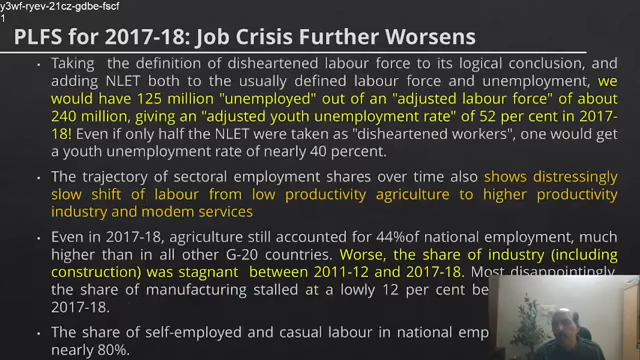 y3wf-ryev-21cz-gdbe-fscf
1
PLFS for 2017-18: Job Crisis Further Worsens
• Taking the definition of disheartened labour force to its logical conclusion, and
adding NLET both to the usually defined labour force and unemployment, we
would have 125 million "unemployed" out of an "adjusted labour force" of about
240 million, giving an "adjusted youth unemployment rate" of 52 per cent in 2017-
18! Even if only half the NLET were taken as "disheartened workers", one would get
a youth unemployment rate of nearly 40 percent.
• The trajectory of sectoral employment shares over time also shows distressingly
slow shift of labour from low productivity agriculture to higher productivity
industry and modem services
• Even in 2017-18, agriculture still accounted for 44%of national employment, much
higher than in all other G-20 countries. Worse, the share of industry (including
construction) was stagnant between 2011-12 and 2017-18. Most disappointingly,
the share of manufacturing stalled at a lowly 12 per cent
2017-18.
• The share of self-employed and casual labour in national
nearly 80%.